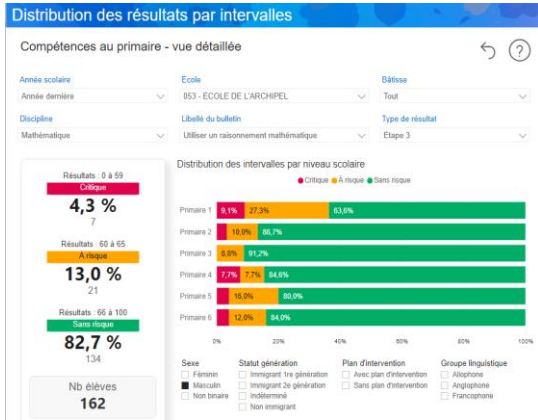 Distribution des résultats par intervalles
Compétences au primaire - vue détaillée
?
Année scolaire
École
Bâtisse
Année dernière
053 - ECOLE DE L'ARCHIPEL
Tout
Discipline
Libellé du bulletin
Type de résultat
Mathématique
Utiliser un raisonnement mathématique
Etape 3
Résultats : 0 à 59
Critique
4,3 %
7
Résultats : 60 à 65
À risque
13,0 %
21
Résultats : 66 à 100
Sans risque
82,7 %
134
Nb élèves
162
Distribution des intervalles par niveau scolaire
Critique À risque Sans risque
Primaire 1 9,1% 27,3% 63,6%
Primaire 2 10,0% 86,7%
Primaire 3 8,8% 91,2%
Primaire 4 7,7% 7,7% 84,6%
Primaire 5 16,0% 80,0%
Primaire 6 12,0% 84,0%
0% 20% 40% 60% 80% 100%
Sexe
Féminin
Masculin
Non binaire
Statut génération
Immigrant 1re génération
Immigrant 2e génération
Indéterminé
Non immigrant
Plan d'intervention
Avec plan d'intervention
Sans plan d'intervention
Groupe linguistique
Allophone
Anglophone
Francophone